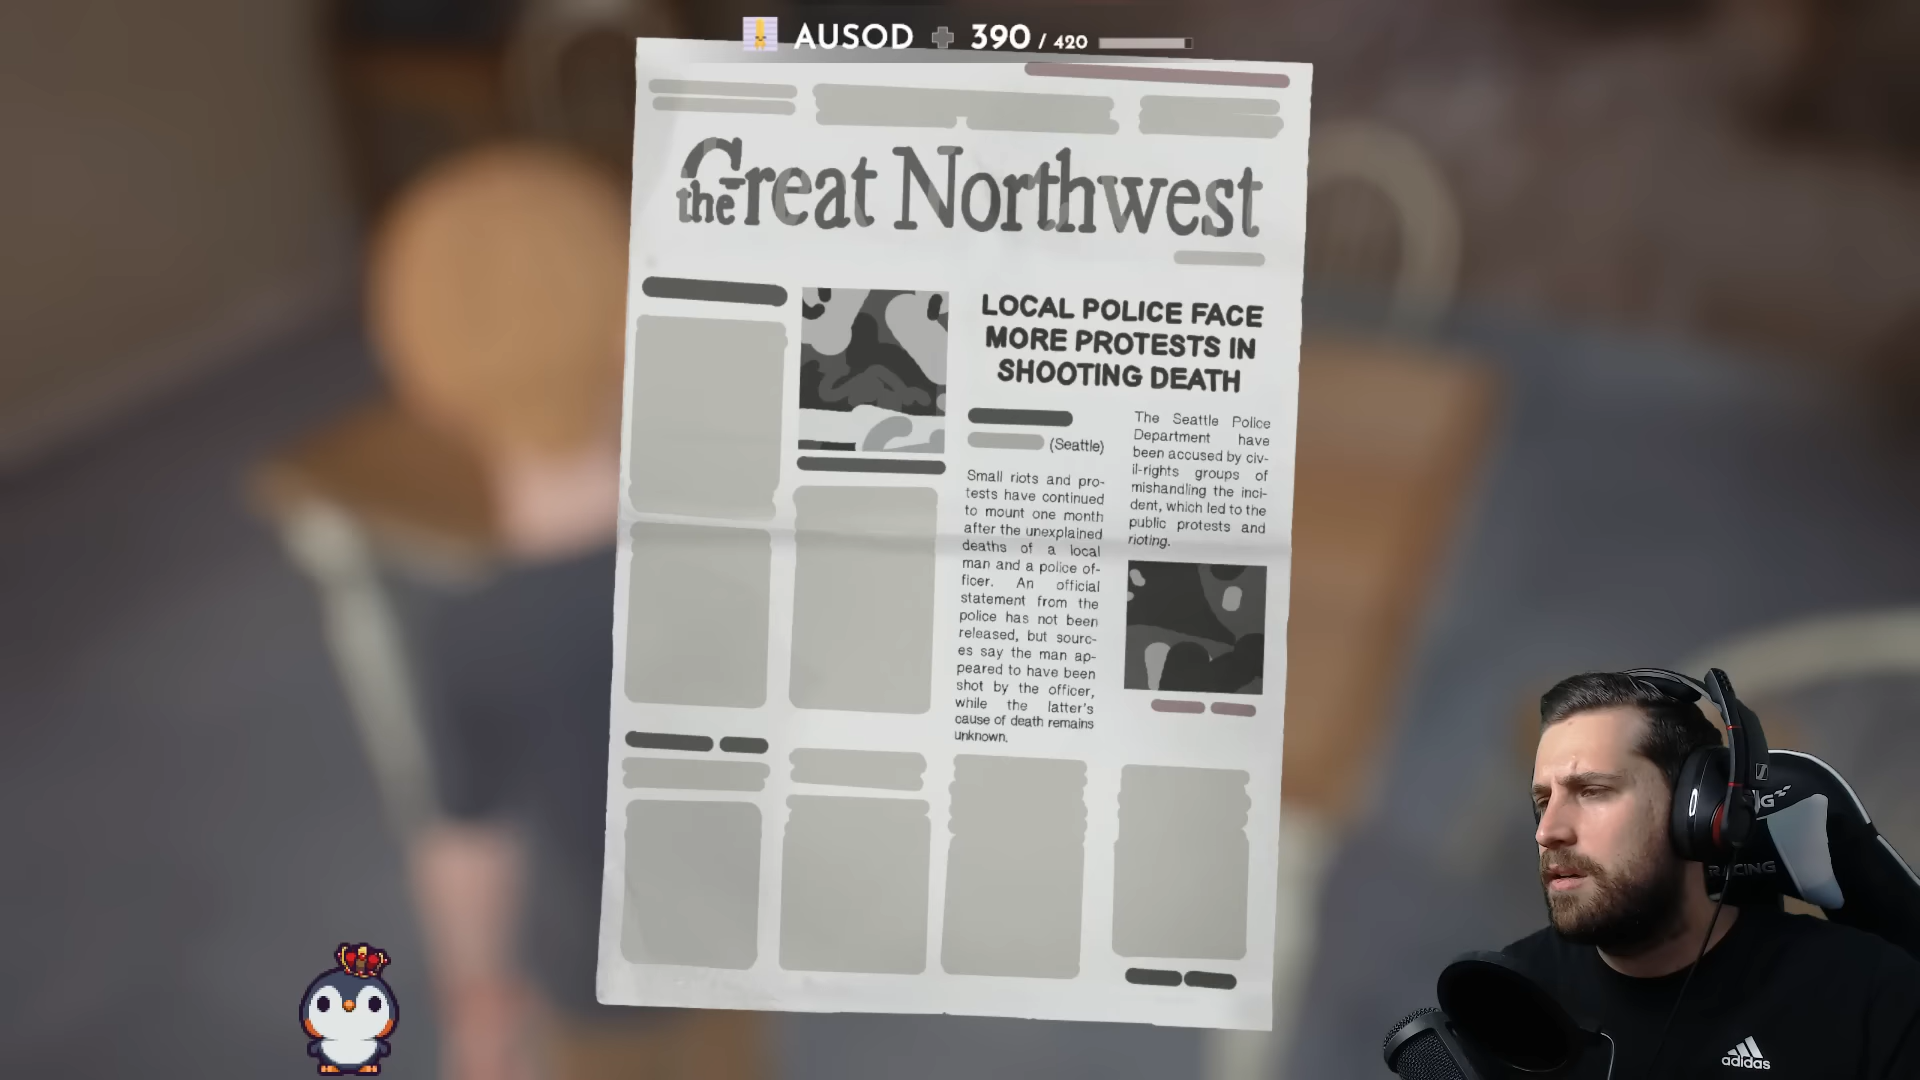 AUSOD 390 / 420
the Great Northwest
LOCAL POLICE FACE
MORE PROTESTS IN
SHOOTING DEATH
(Seattle)
Small riots and pro-
tests have continued
to mount one month
after the unexplained
deaths of a local
man and a police of-
ficer. An official
statement from the
police has not been
released, but sourc-
es say the man ap-
peared to have been
shot by the officer,
while the latter's
cause of death remains
unknown.
The Seattle Police
Department have
been accused by civ-
il-rights groups of
mishandling the inci-
dent, which led to the
public protests and
rioting.
RACING
adidas